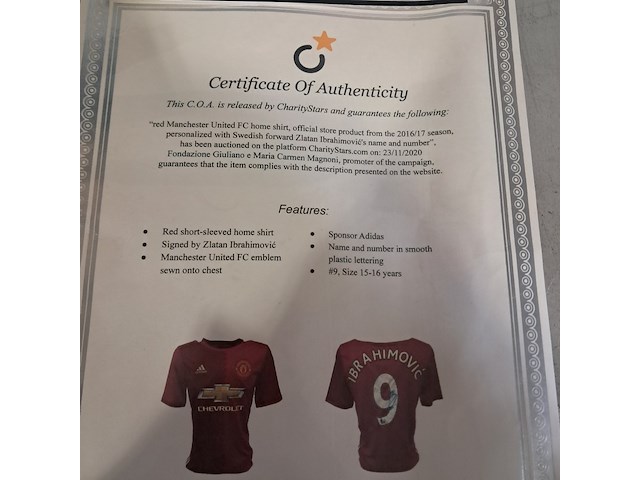 Certificate Of Authenticity
This C.O.A. is released by CharityStars and guarantees the following:
"red Manchester United FC home shirt, official store product from the 2016/17 season,
personalized with Swedish forward Zlatan Ibrahimović's name and number",
has been auctioned on the platform CharityStars.com on: 23/11/2020
Fondazione Giuliano e Maria Carmen Magnoni, promoter of the campaign,
guarantees that the item complies with the description presented on the website.
Features:
• Red short-sleeved home shirt
• Signed by Zlatan Ibrahimović
• Manchester United FC emblem
sewn onto chest
• Sponsor Adidas
• Name and number in smooth
plastic lettering
• #9, Size 15-16 years
CHEVROLET
IBRAHIMOVIĆ
9